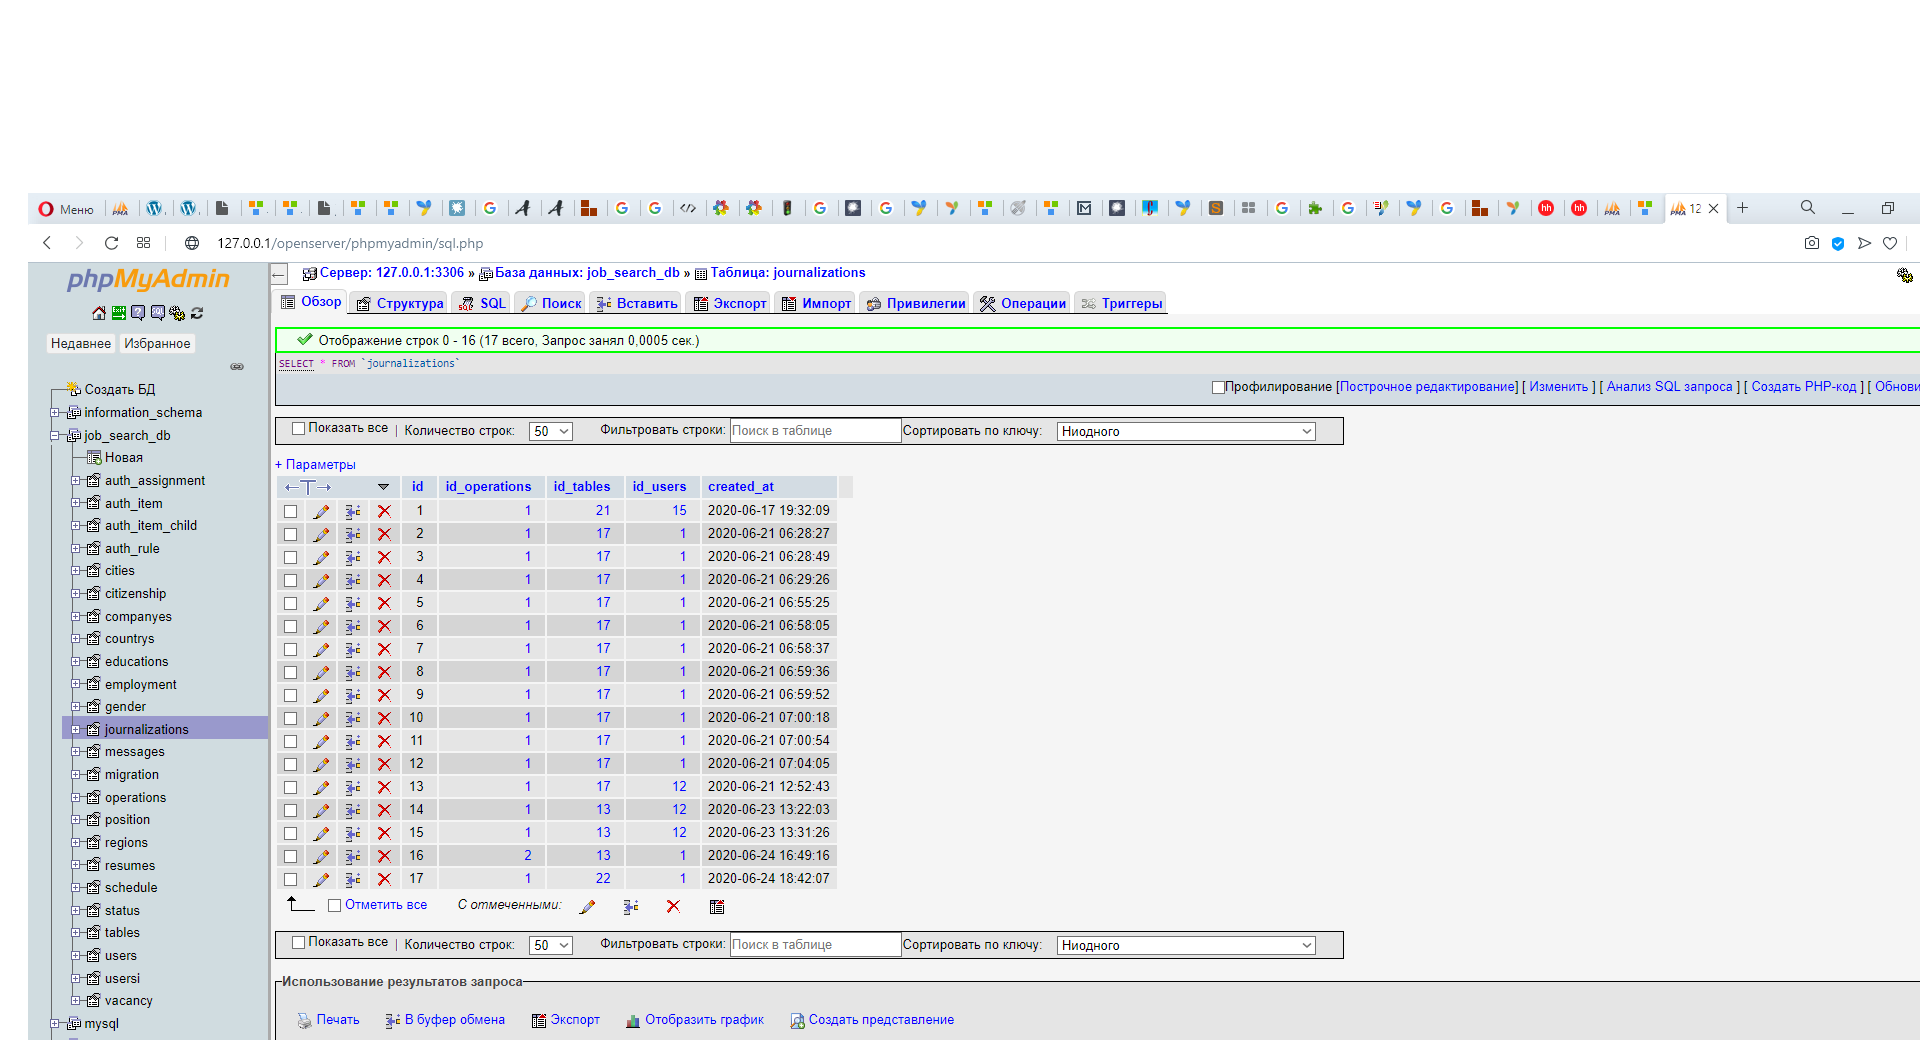 Меню
12
127.0.0.1/openserver/phpmyadmin/sql.php
phpMyAdmin
Недавнее Избранное
Создать БД
information_schema
job_search_db
Новая
auth_assignment
auth_item
auth_item_child
auth_rule
cities
citizenship
companyes
countrys
educations
employment
gender
journalizations
messages
migration
operations
position
regions
resumes
schedule
status
tables
users
usersi
vacancy
mysql
← Сервер: 127.0.0.1:3306 » База данных: job_search_db » Таблица: journalizations
Обзор Структура SQL Поиск Вставить Экспорт Импорт Привилегии Операции Триггеры
Отображение строк 0 - 16 (17 всего, Запрос занял 0,0005 сек.)
SELECT * FROM `journalizations`
Профилирование [Построчное редактирование] [ Изменить ] [ Анализ SQL запроса ] [ Создать PHP-код ] [ Обнови
Показать все | Количество строк: 50 Фильтровать строки: Поиск в таблице Сортировать по ключу: Ниодного
+ Параметры
←T→ id id_operations id_tables id_users created_at
1 1 21 15 2020-06-17 19:32:09
2 1 17 1 2020-06-21 06:28:27
3 1 17 1 2020-06-21 06:28:49
4 1 17 1 2020-06-21 06:29:26
5 1 17 1 2020-06-21 06:55:25
6 1 17 1 2020-06-21 06:58:05
7 1 17 1 2020-06-21 06:58:37
8 1 17 1 2020-06-21 06:59:36
9 1 17 1 2020-06-21 06:59:52
10 1 17 1 2020-06-21 07:00:18
11 1 17 1 2020-06-21 07:00:54
12 1 17 1 2020-06-21 07:04:05
13 1 17 12 2020-06-21 12:52:43
14 1 13 12 2020-06-23 13:22:03
15 1 13 12 2020-06-23 13:31:26
16 2 13 1 2020-06-24 16:49:16
17 1 22 1 2020-06-24 18:42:07
Отметить все С отмеченными:
Показать все | Количество строк: 50 Фильтровать строки: Поиск в таблице Сортировать по ключу: Ниодного
Использование результатов запроса
Печать В буфер обмена Экспорт Отобразить график Создать представление